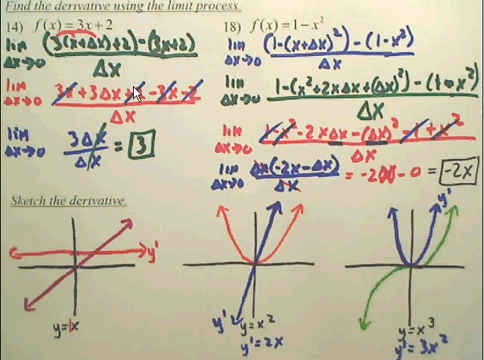 Find the derivative using the limit process.
14) f(x) = 3x + 2
18) f(x) = 1 − x²
lim Δx→0 (3(x+Δx)+2)−(3x+2) / Δx
lim Δx→0 (1−(x+Δx)²)−(1−x²) / Δx
lim Δx→0 3x+3Δx+2−3x−2 / Δx
lim Δx→0 1−(x²+2xΔx+(Δx)²)−(1−x²) / Δx
lim Δx→0 3Δx / Δx = 3
lim Δx→0 1−x²−2xΔx−(Δx)²−1+x² / Δx
lim Δx→0 Δx(−2x−Δx) / Δx = −2x − 0 = −2x
Sketch the derivative.
y'
y'
y'
y=x
y=x²
y'=2x
y=x³
y'=3x²